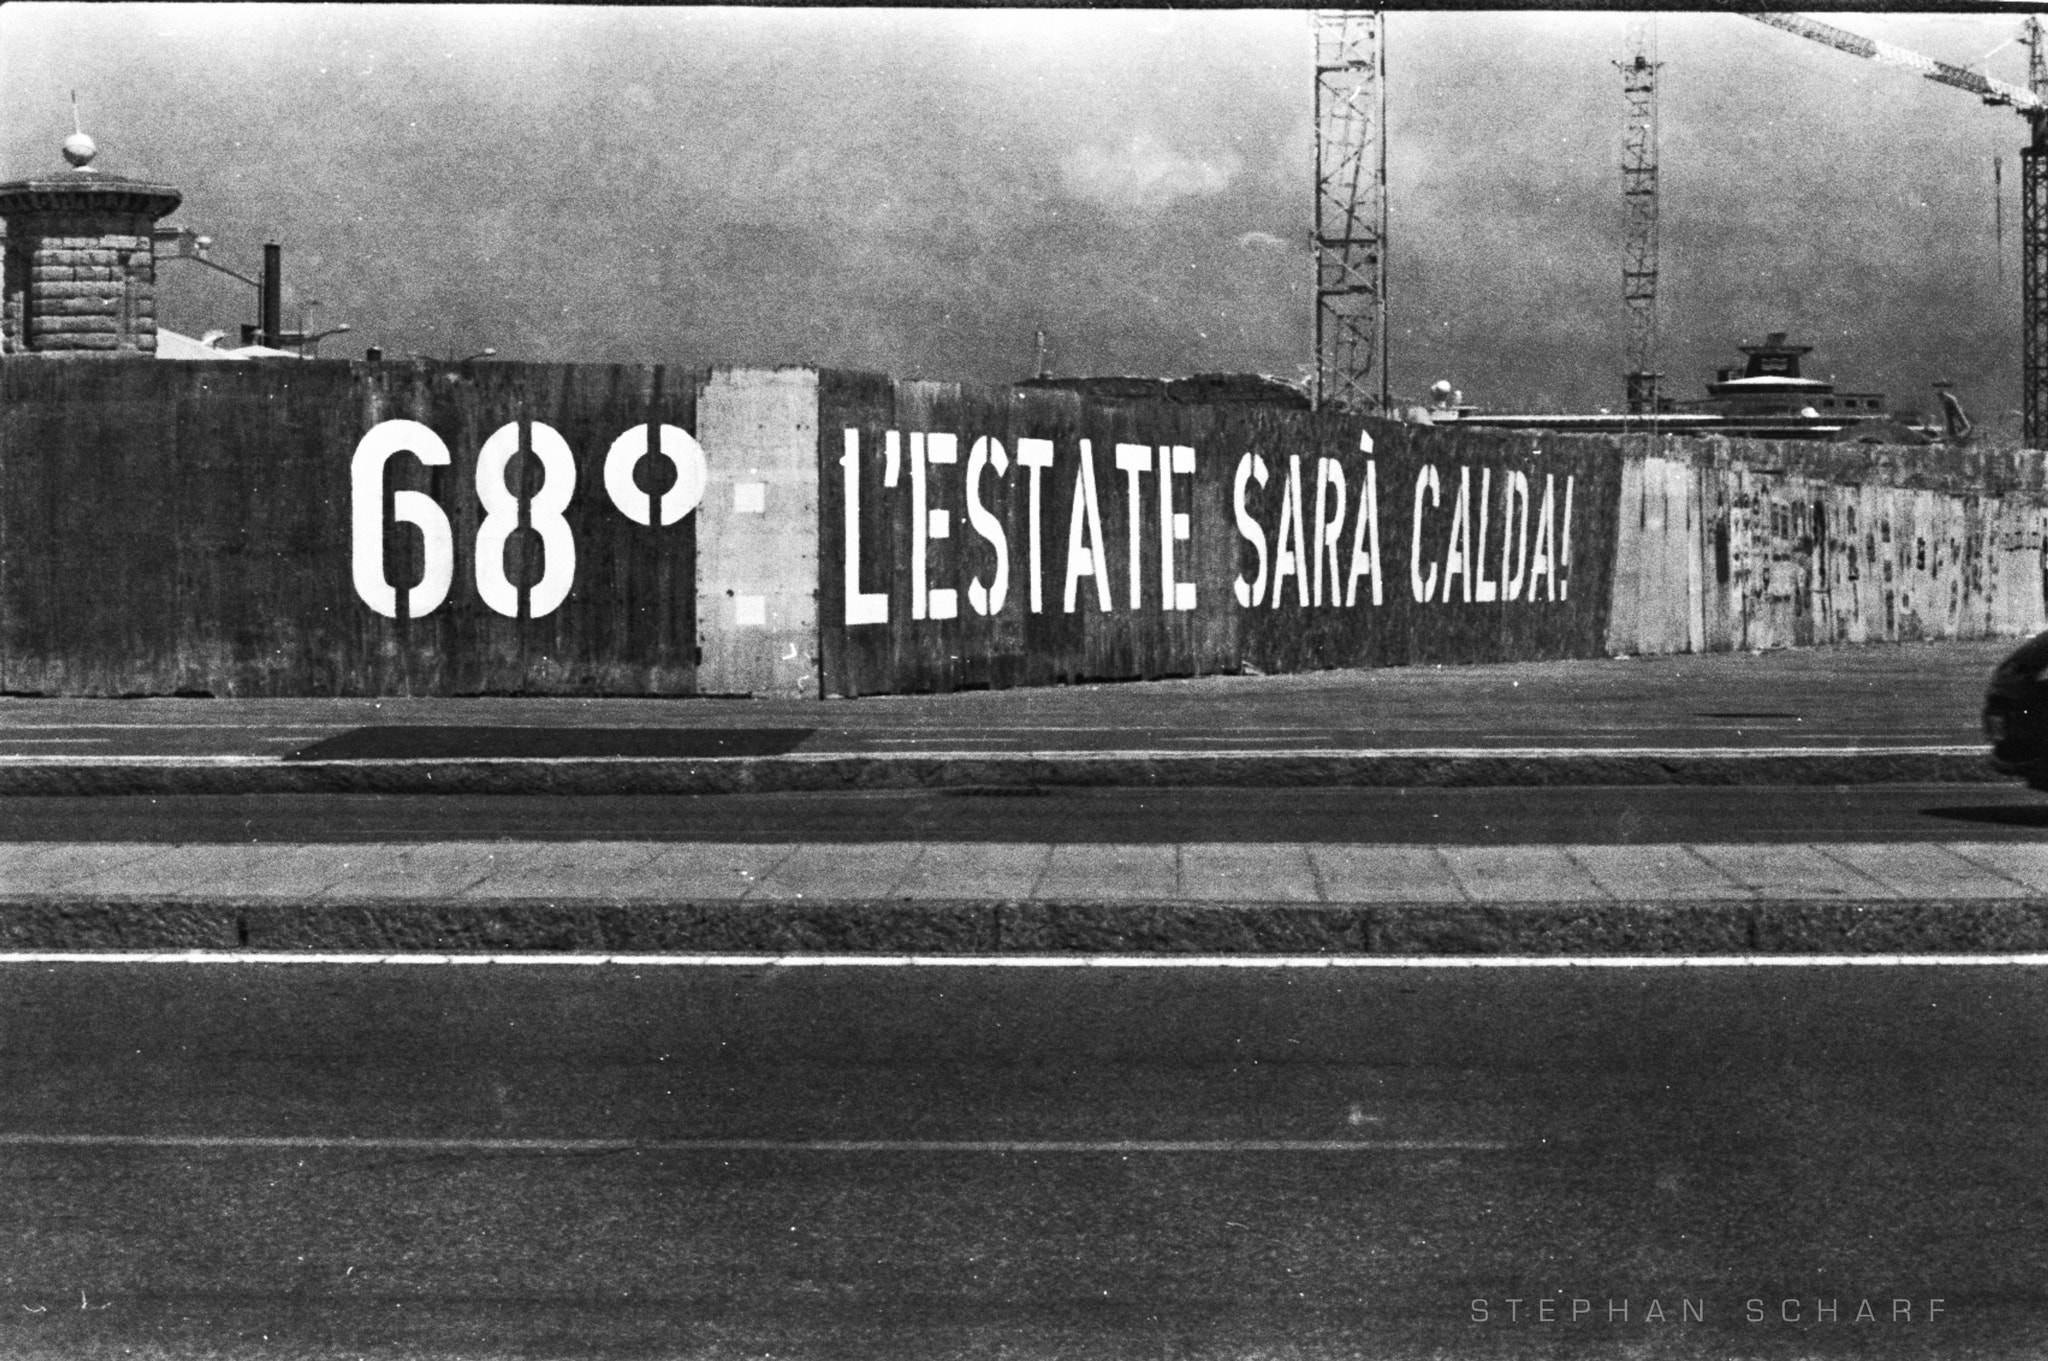 68°: L'ESTATE SARÀ CALDA!
STEPHAN SCHARF